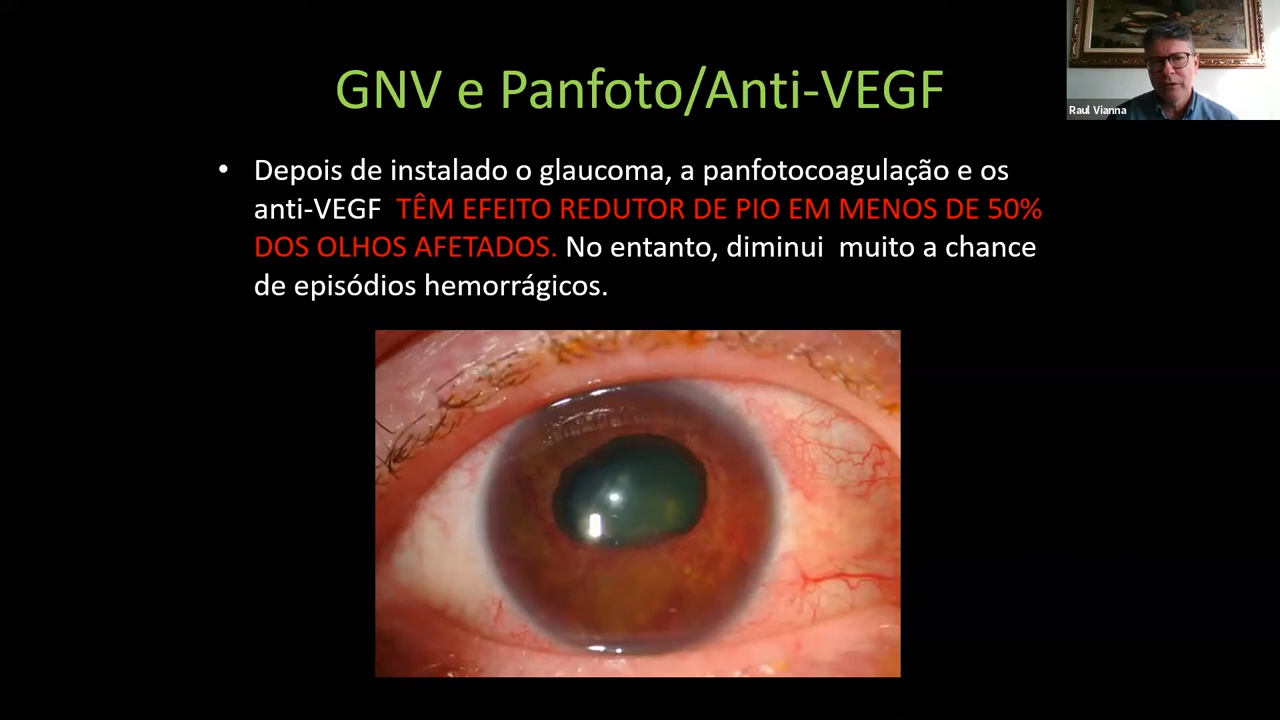 GNV e Panfoto/Anti-VEGF
Raul Vianna
• Depois de instalado o glaucoma, a panfotocoagulação e os
anti-VEGF TÊM EFEITO REDUTOR DE PIO EM MENOS DE 50%
DOS OLHOS AFETADOS. No entanto, diminui muito a chance
de episódios hemorrágicos.